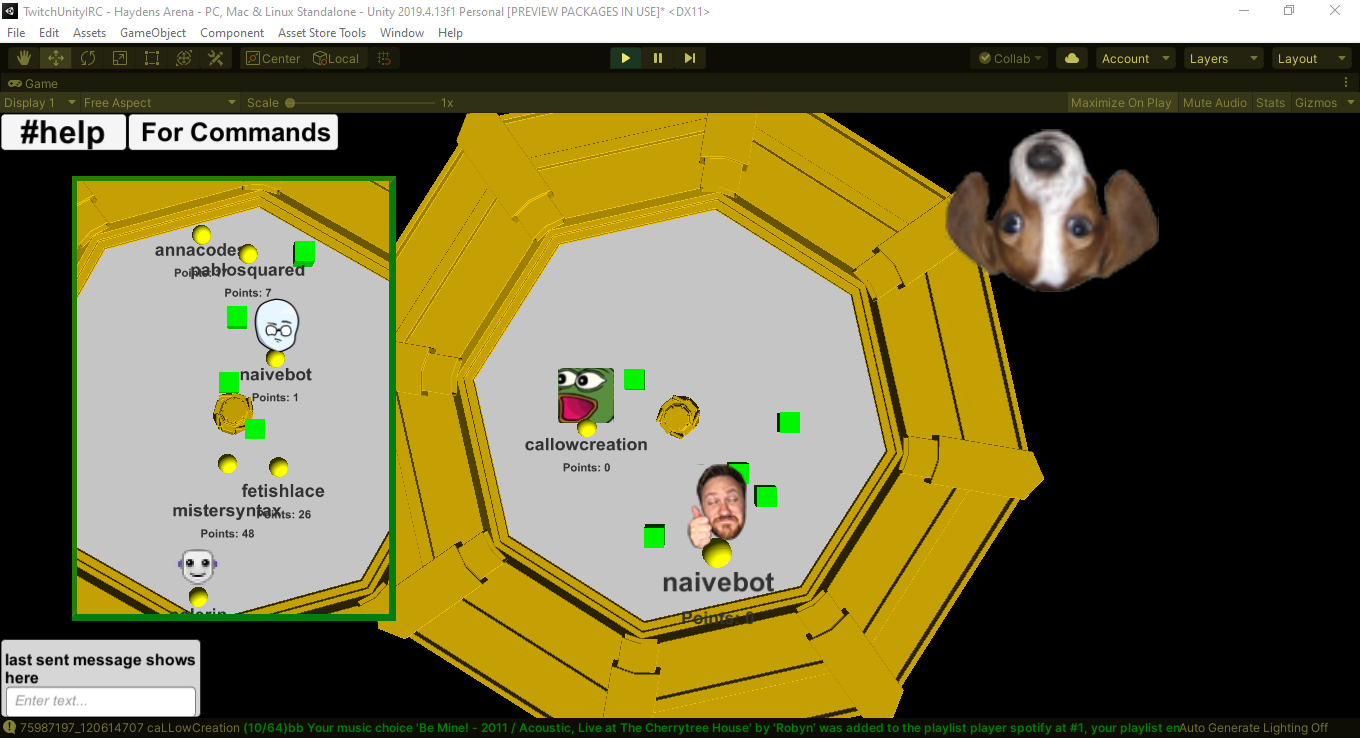 TwitchUnityIRC - Haydens Arena - PC, Mac & Linux Standalone - Unity 2019.4.13f1 Personal [PREVIEW PACKAGES IN USE]* <DX11>
File Edit Assets GameObject Component Asset Store Tools Window Help
Center Local Collab Account Layers Layout
Game
Display 1 Free Aspect Scale 1x Maximize On Play Mute Audio Stats Gizmos
#help For Commands
annacodes
pablosquared
Points: 7
naivebot
Points: 1
callowcreation
Points: 0
fetishlace
mistersyntax
Points: 26
Points: 48
naivebot
Points: 0
last sent message shows
here
Enter text...
75987197_120614707 caLLowCreation (10/64)bb Your music choice 'Be Mine! - 2011 / Acoustic, Live at The Cherrytree House' by 'Robyn' was added to the playlist player spotify at #1, your playlist en
Auto Generate Lighting Off